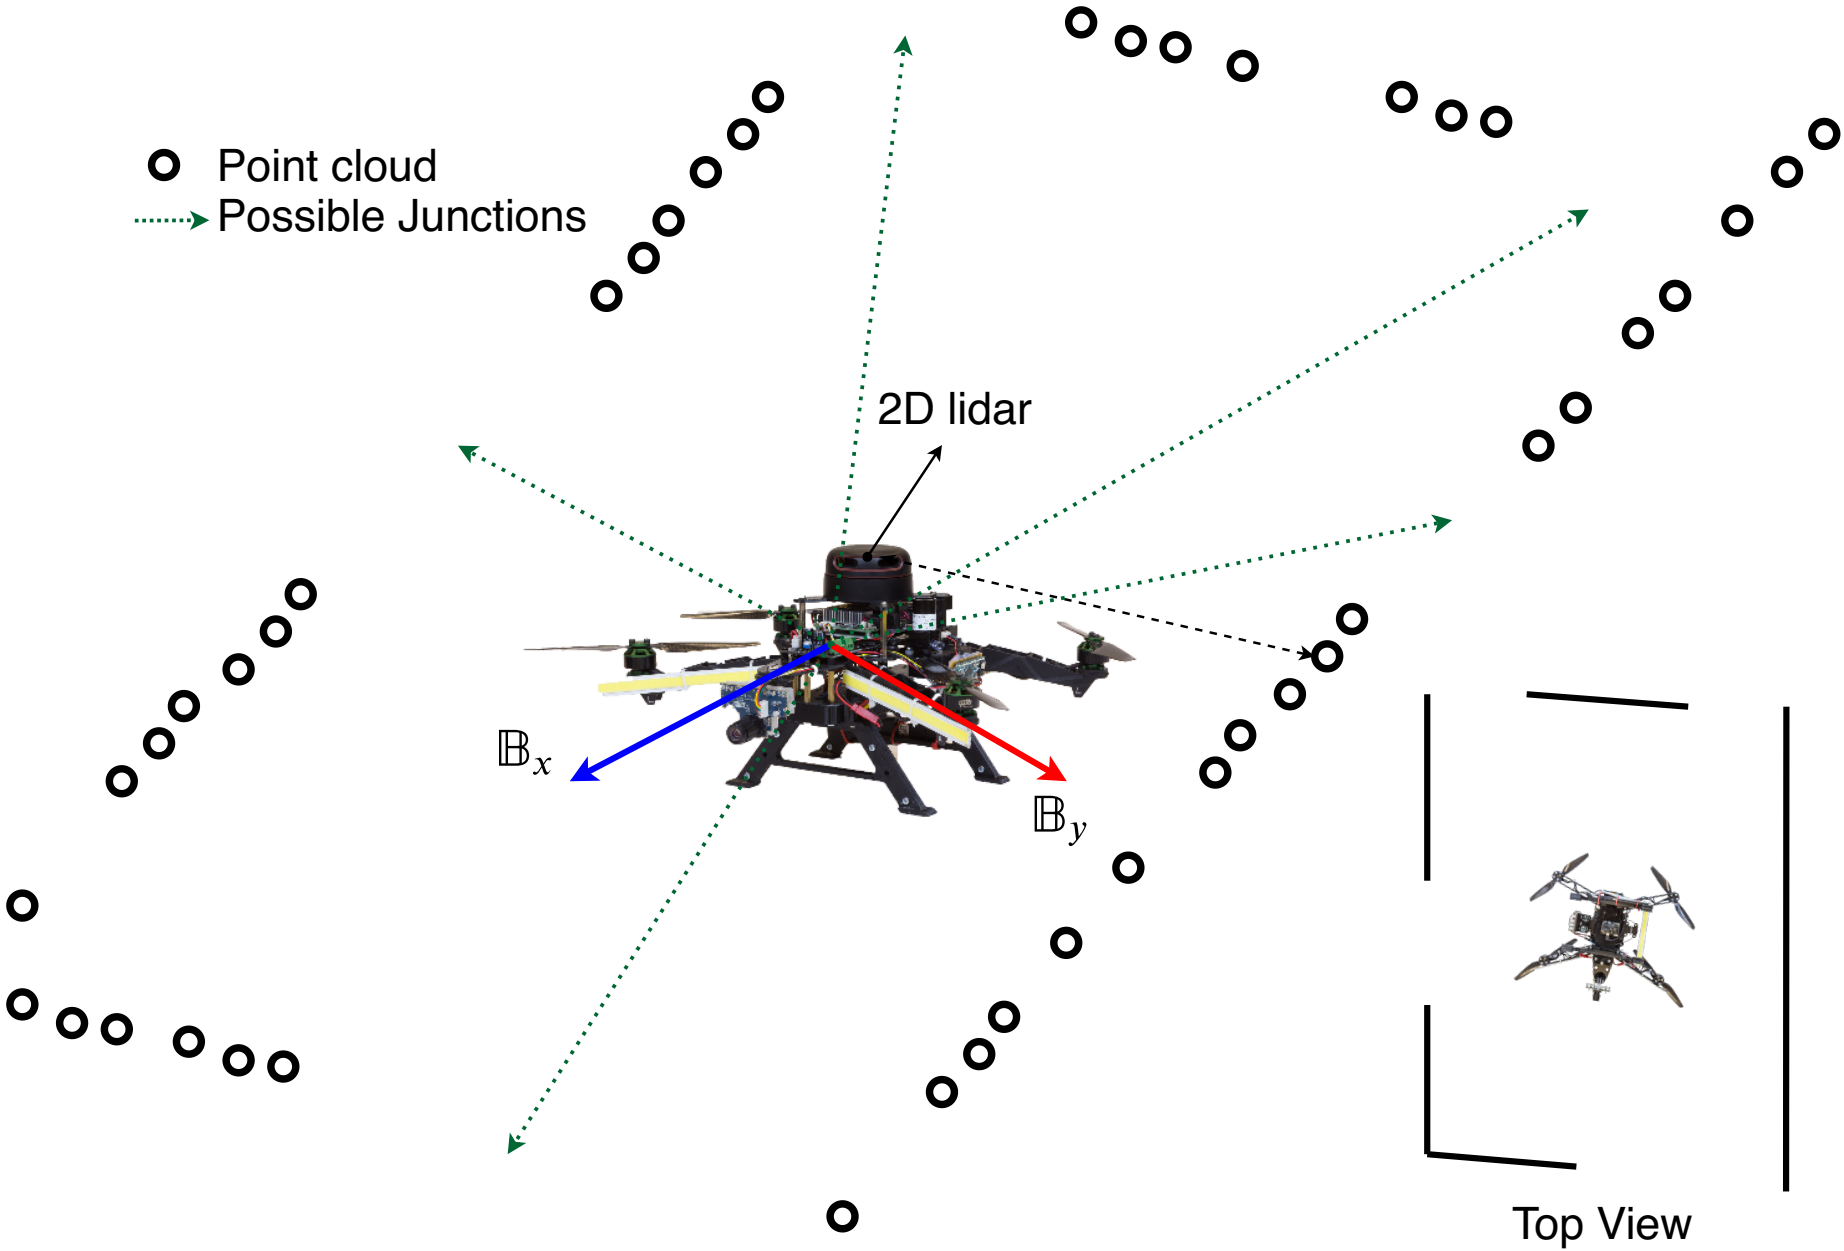 Point cloud
Possible Junctions
2D lidar
𝔹x
𝔹y
Top View